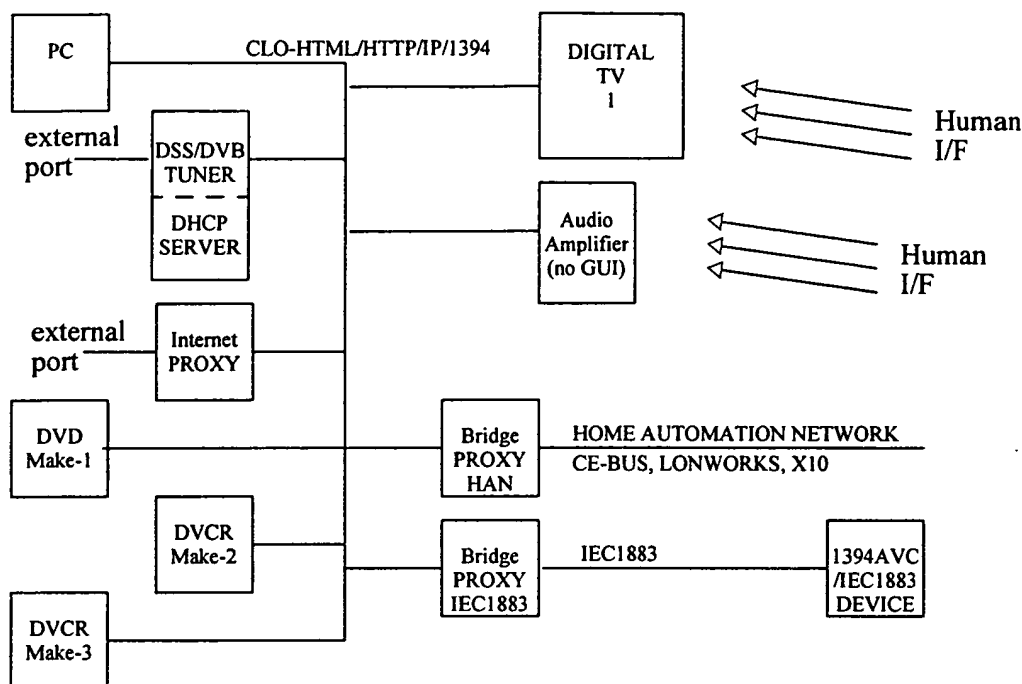 PC
CLO-HTML/HTTP/IP/1394
DIGITAL
TV
1
Human
I/F
external
port
DSS/DVB
TUNER
DHCP
SERVER
Audio
Amplifier
(no GUI)
Human
I/F
external
port
Internet
PROXY
DVD
Make-1
Bridge
PROXY
HAN
HOME AUTOMATION NETWORK
CE-BUS, LONWORKS, X10
DVCR
Make-2
Bridge
PROXY
IEC1883
IEC1883
1394AVC
/IEC1883
DEVICE
DVCR
Make-3